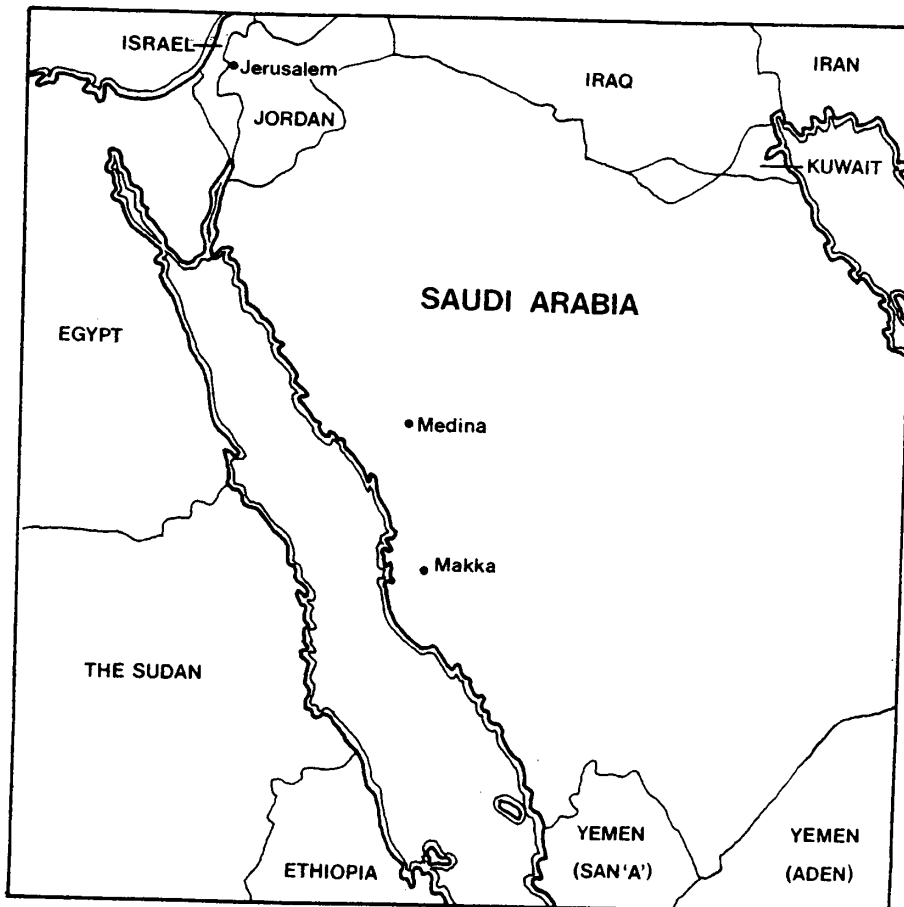 ISRAEL
Jerusalem
IRAQ
IRAN
JORDAN
KUWAIT
SAUDI ARABIA
EGYPT
Medina
Makka
THE SUDAN
ETHIOPIA
YEMEN
(SAN'A')
YEMEN
(ADEN)